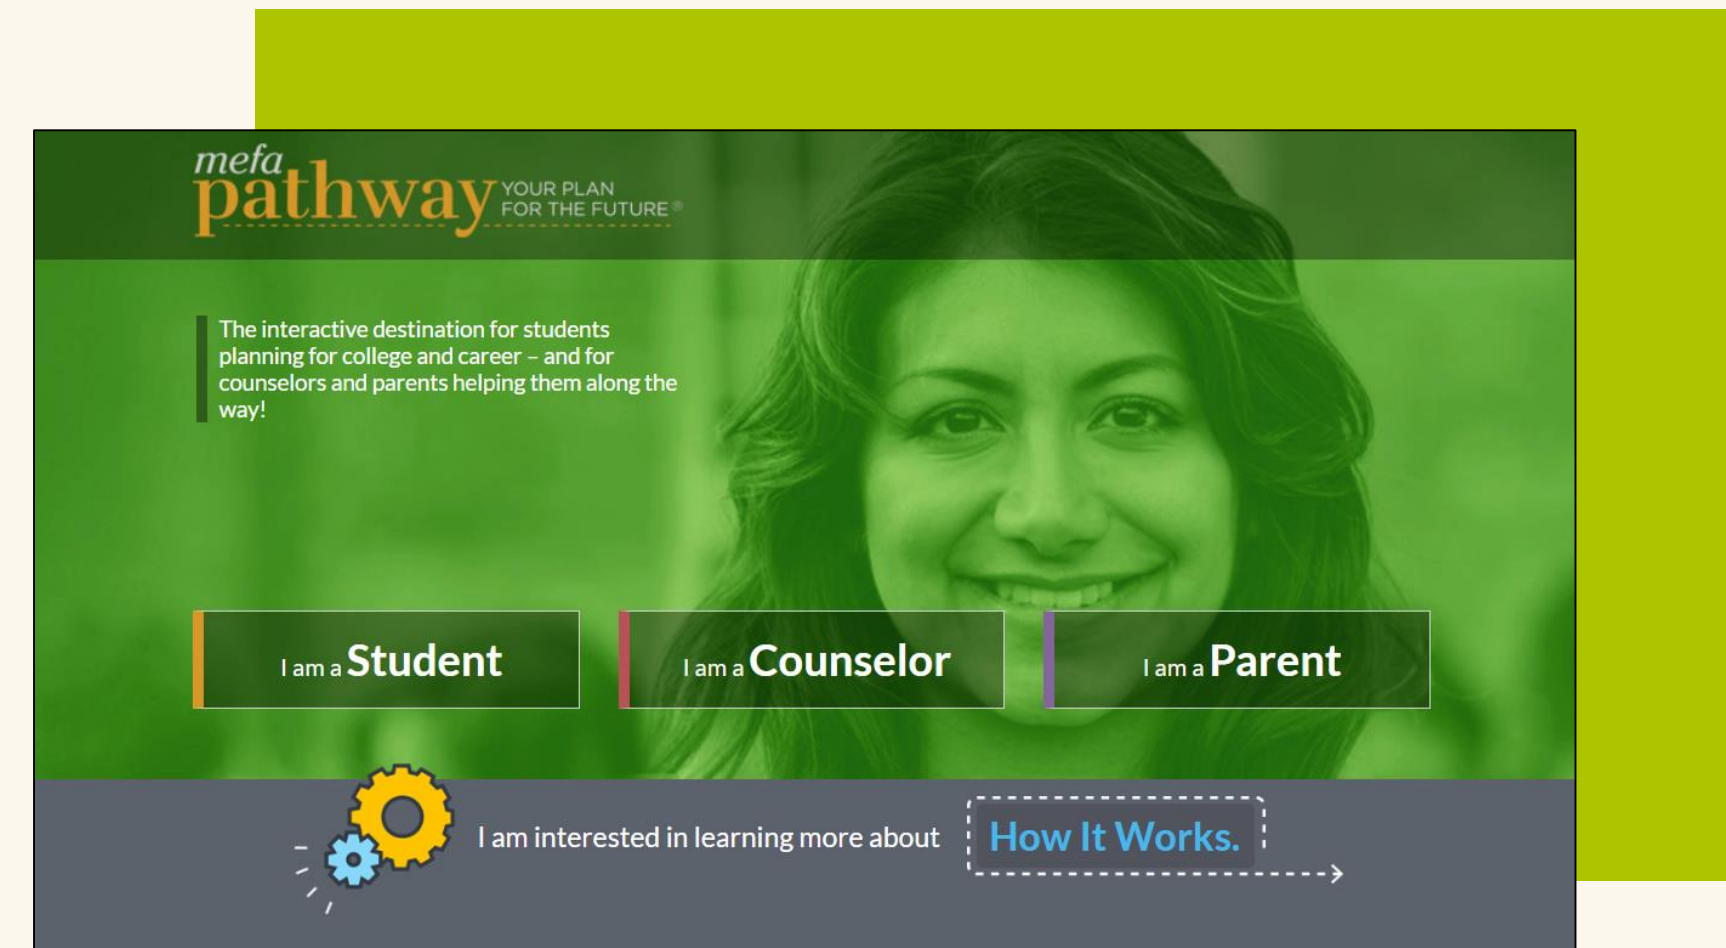 mefa
pathway
YOUR PLAN
FOR THE FUTURE®
The interactive destination for students
planning for college and career – and for
counselors and parents helping them along the
way!
I am a Student
I am a Counselor
I am a Parent
I am interested in learning more about How It Works.